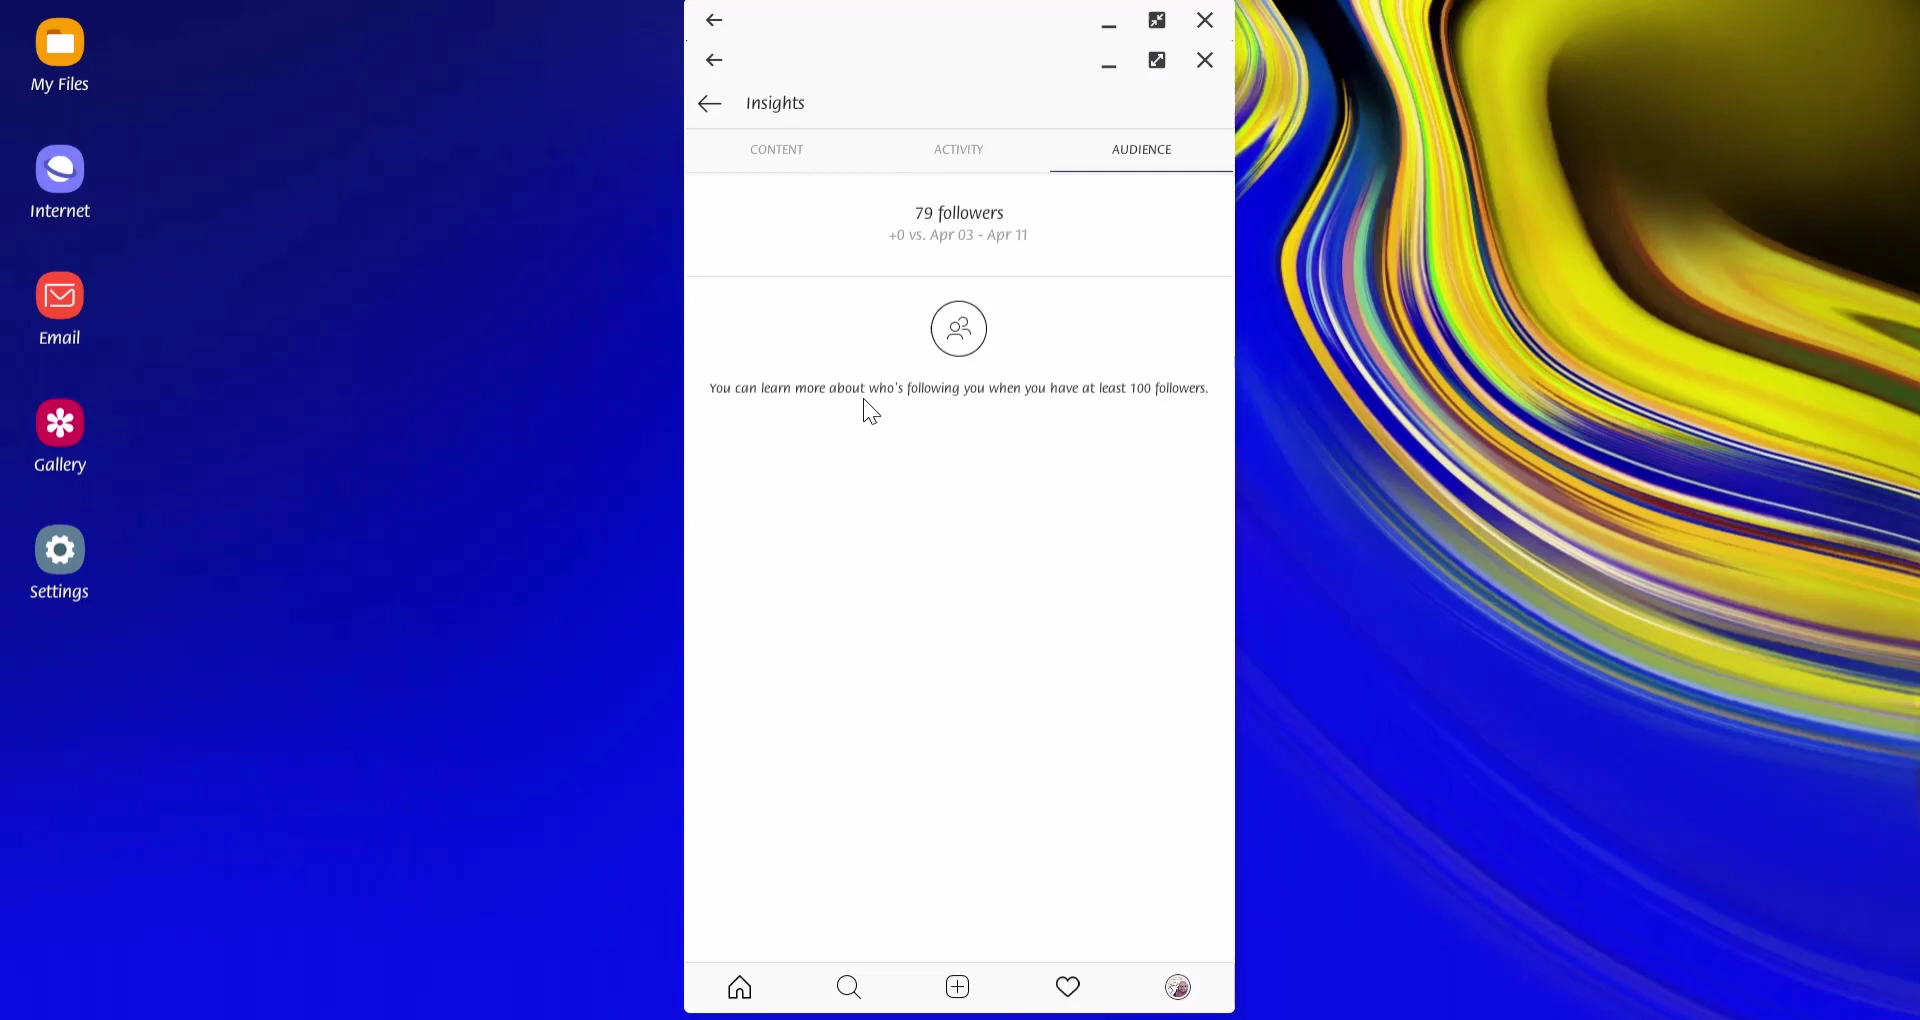 My Files
Internet
Email
Gallery
Settings
Insights
CONTENT
ACTIVITY
AUDIENCE
79 followers
+0 vs. Apr 03 - Apr 11
You can learn more about who's following you when you have at least 100 followers.